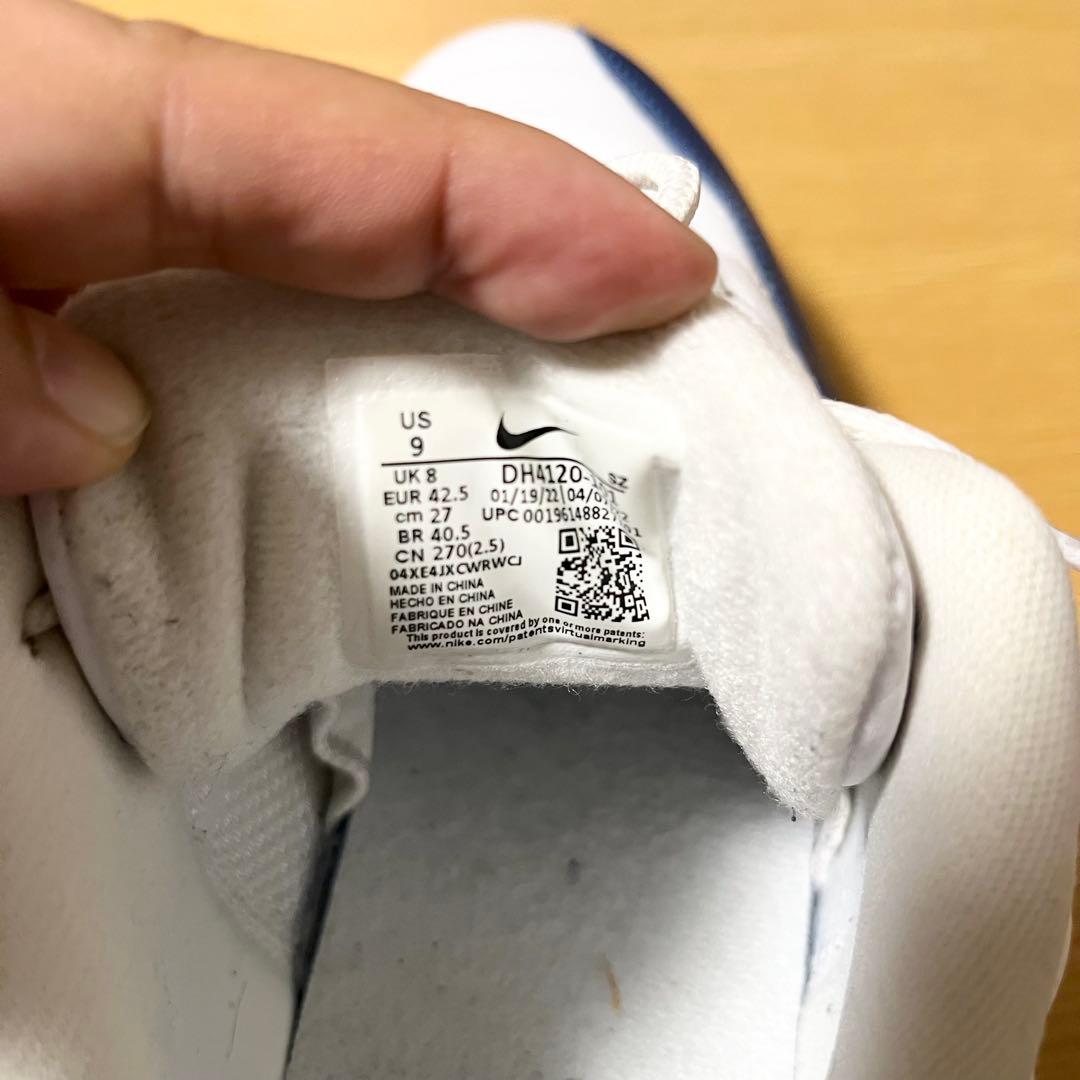 US
9
UK 8
EUR 42.5
cm 27
BR 40.5
CN 270(2.5)
04XE4JXCWRWCJ
MADE IN CHINA
HECHO EN CHINA
FABRIQUE EN CHINE
FABRICADO NA CHINA
DH4120- SZ
01/19/22
UPC
This product is covered by one or more patents:
www.nike.com/patentsvirtualmarking